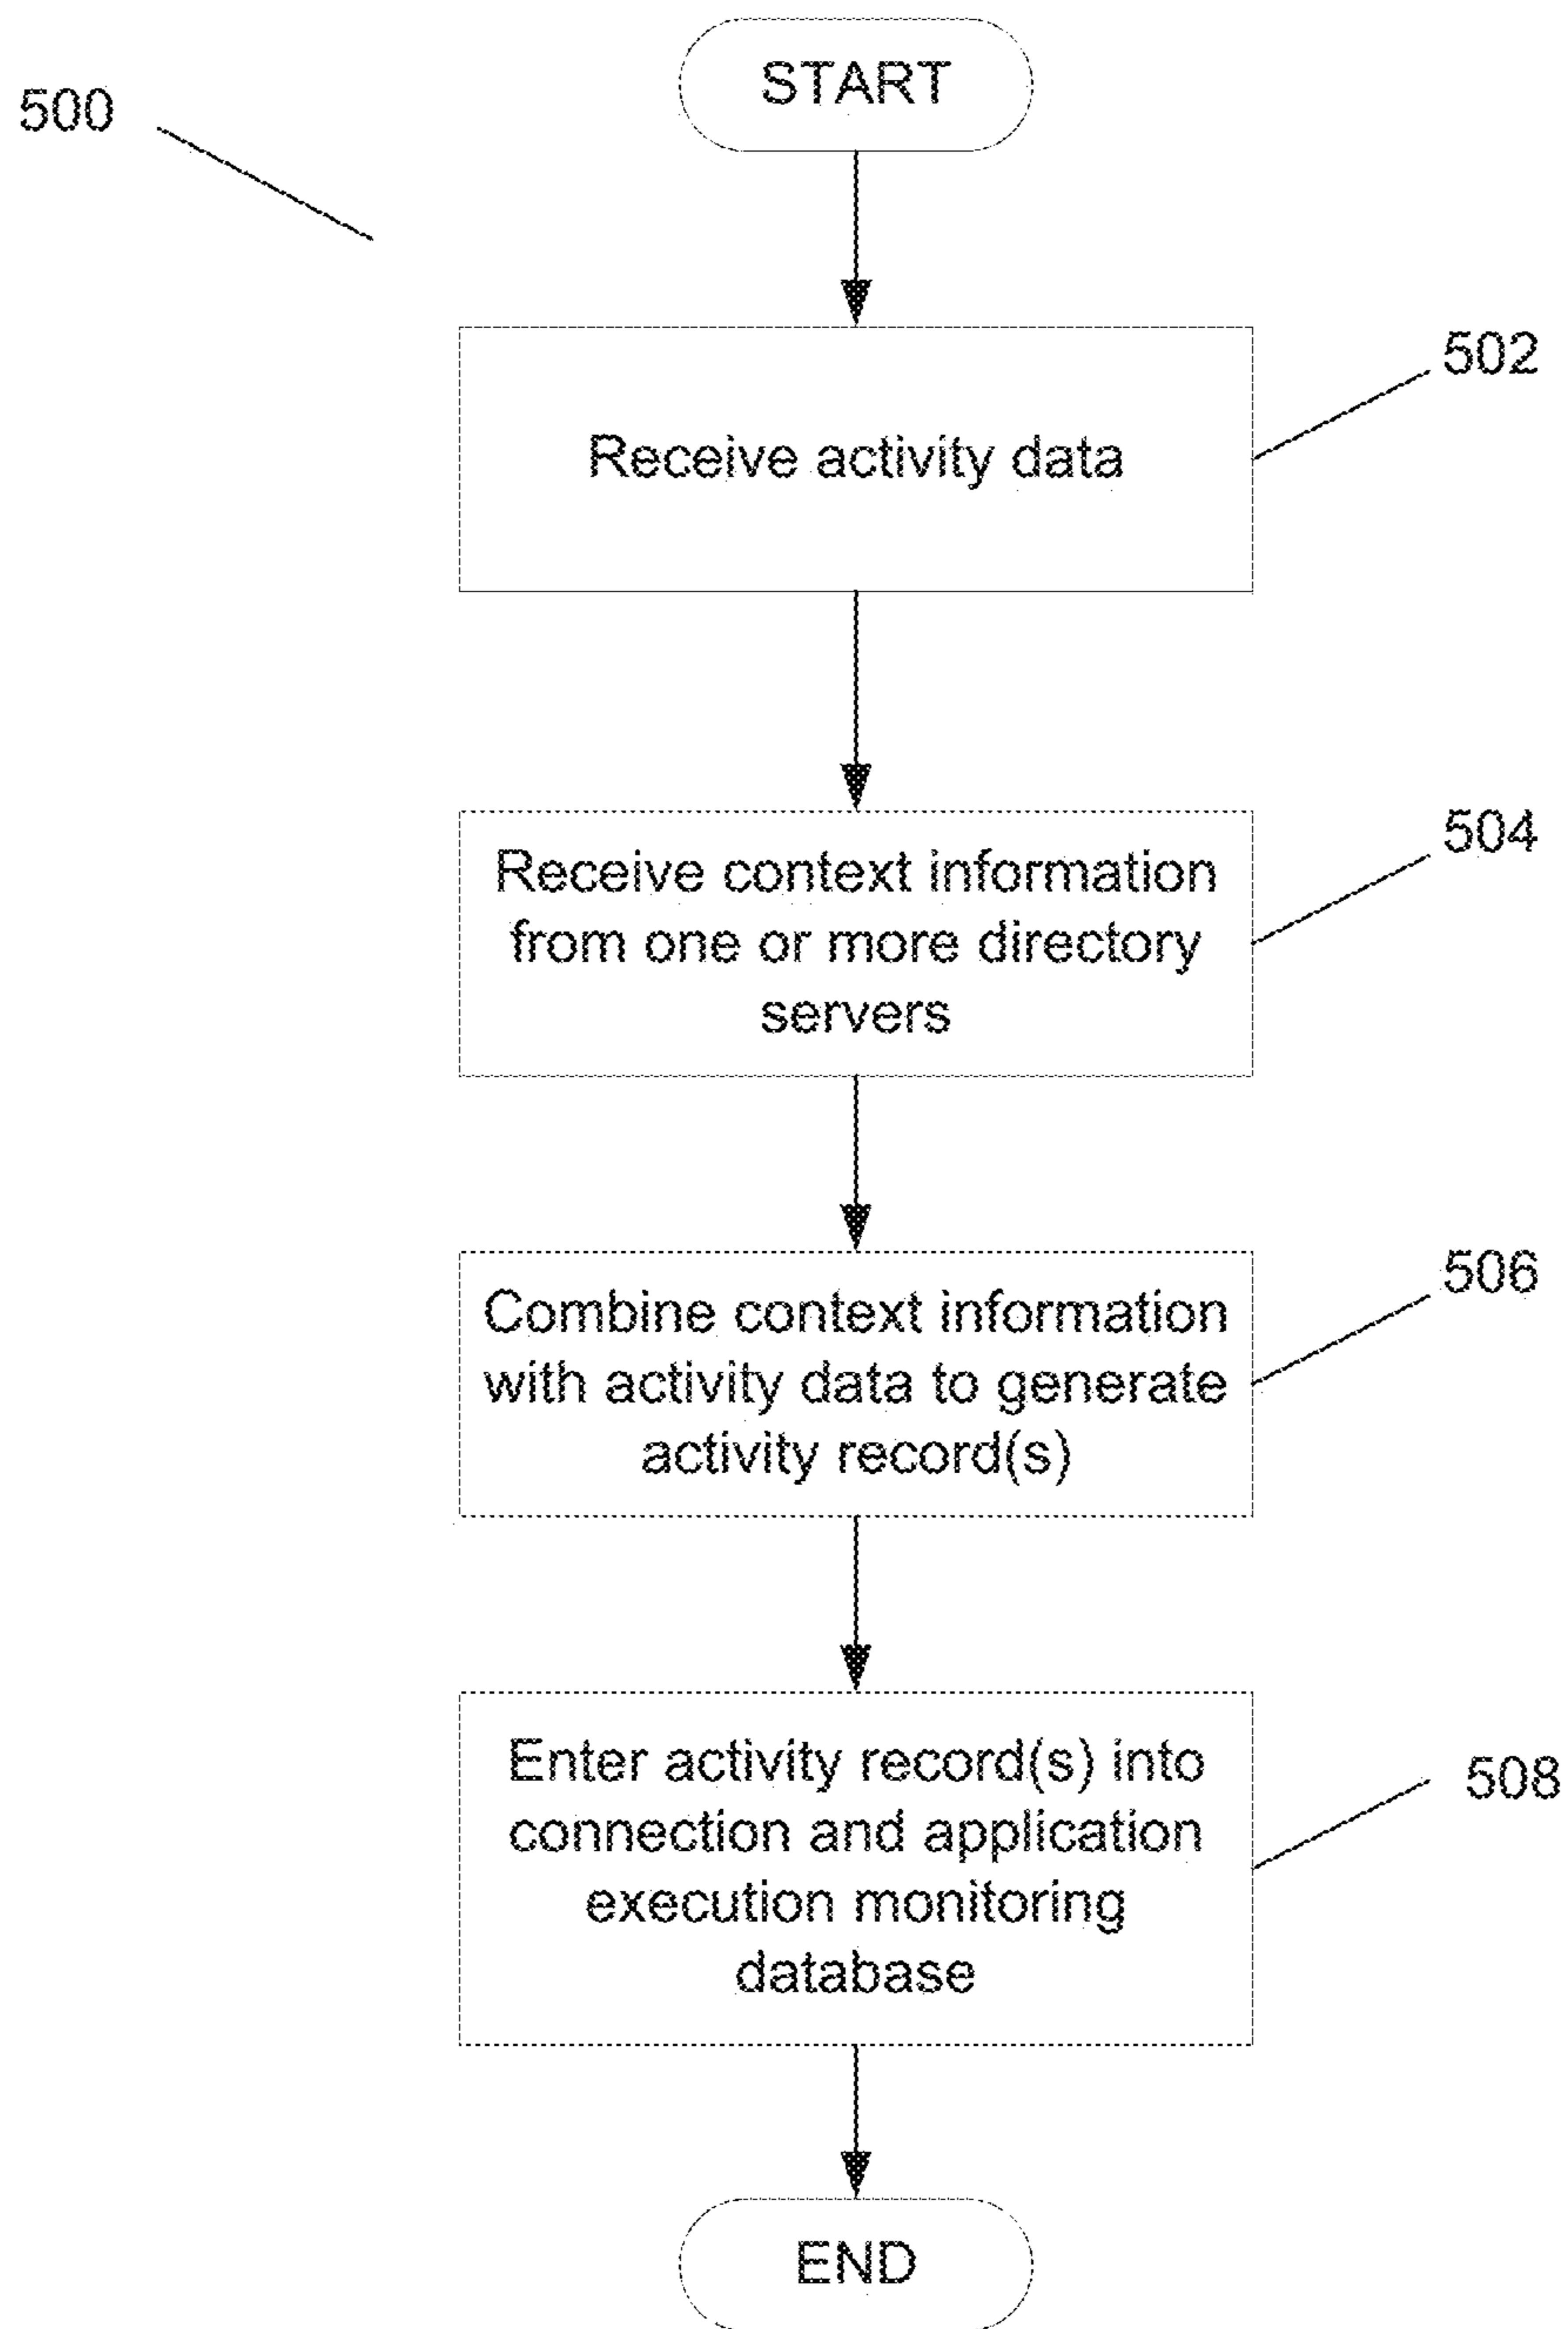 START
500
502
Receive activity data
504
Receive context information
from one or more directory
servers
506
Combine context information
with activity data to generate
activity record(s)
508
Enter activity record(s) into
connection and application
execution monitoring
database
END